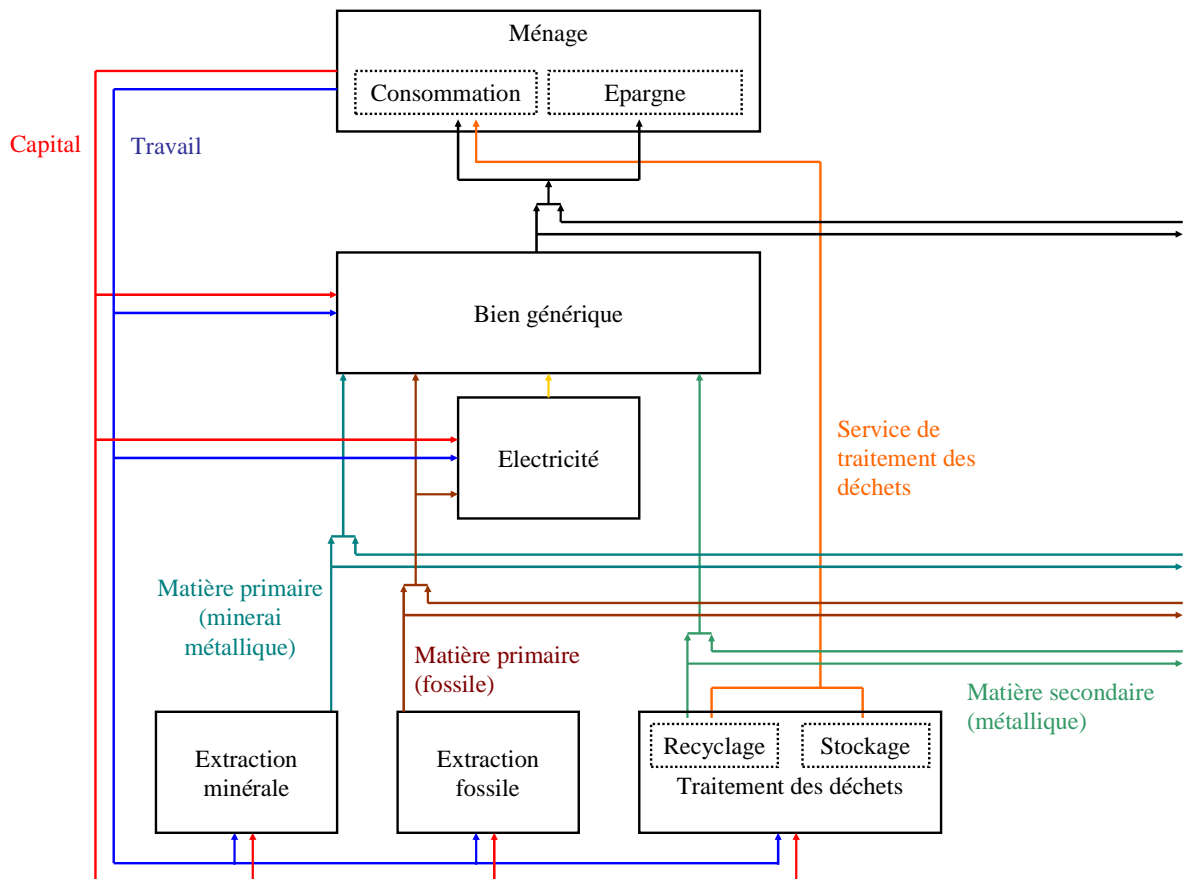 Ménage
Consommation
Epargne
Capital
Travail
Bien générique
Electricité
Service de
traitement des
déchets
Matière primaire
(minerai
métallique)
Matière primaire
(fossile)
Matière secondaire
(métallique)
Extraction
minérale
Extraction
fossile
Recyclage
Stockage
Traitement des déchets